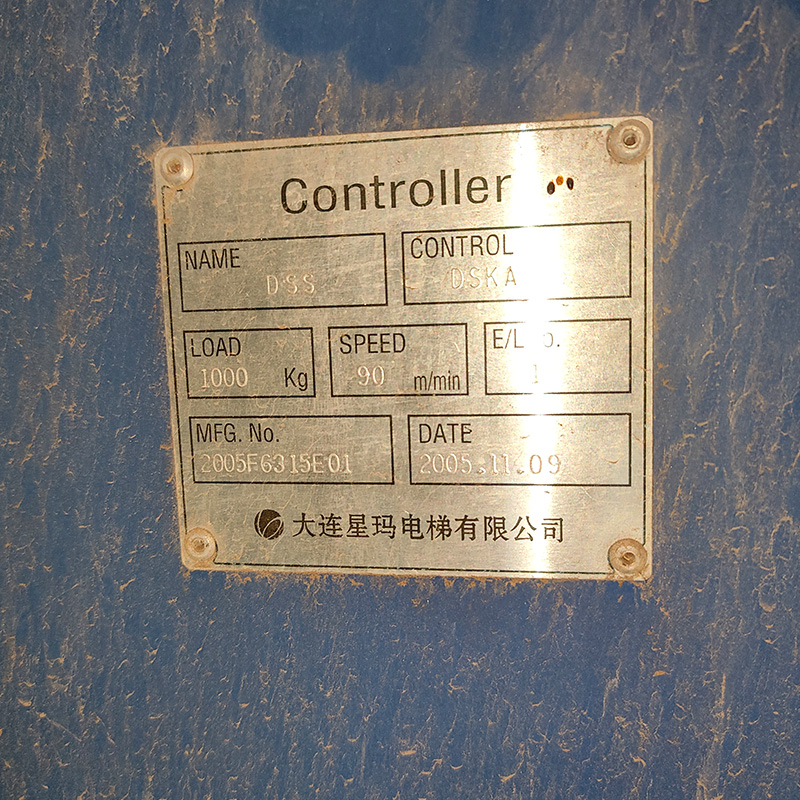 Controller
NAME CONTROL
DSS DSKA
LOAD SPEED
1000 Kg 90 m/min 1
MFG. No. DATE
2005F6315E01 2005.11.09
大连星玛电梯有限公司